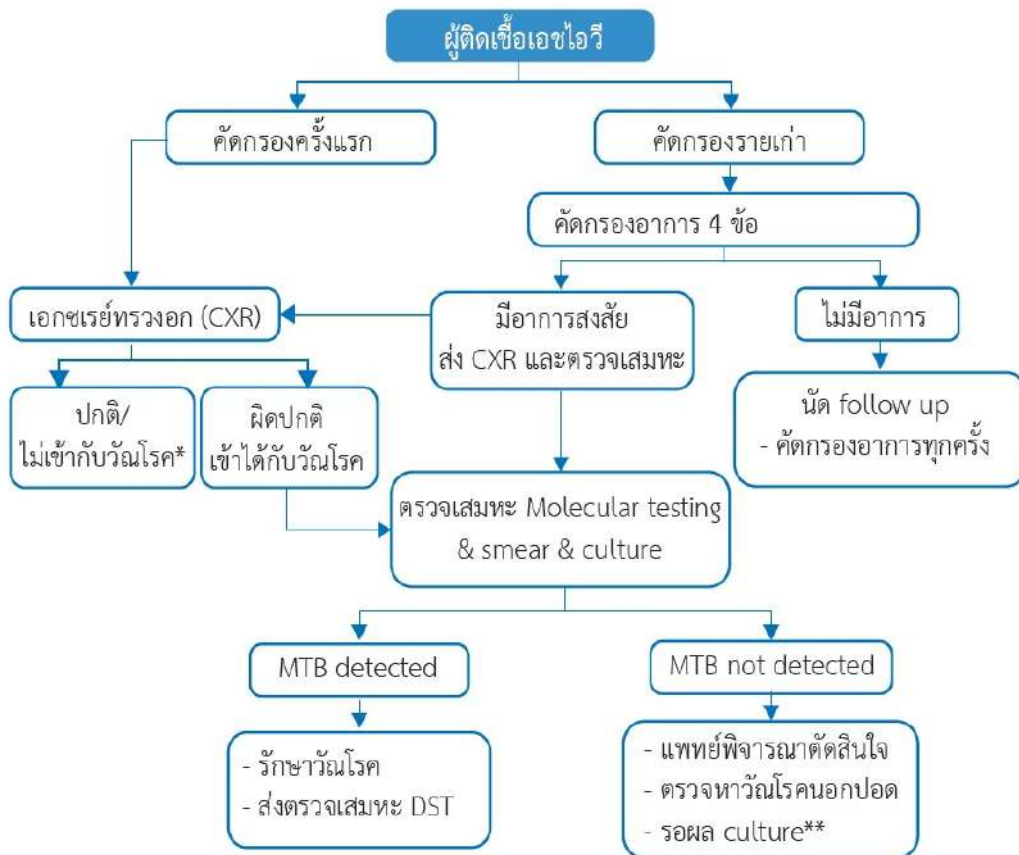 ผู้ติดเชื้อเอชไอวี
คัดกรองครั้งแรก
คัดกรองรายเก่า
คัดกรองอาการ 4 ข้อ
เอกซเรย์ทรวงอก (CXR)
มีอาการสงสัย
ส่ง CXR และตรวจเสมหะ
ไม่มีอาการ
ปกติ/
ไม่เข้ากับวัณโรค*
ผิดปกติ
เข้าได้กับวัณโรค
นัด follow up
- คัดกรองอาการทุกครั้ง
ตรวจเสมหะ Molecular testing
& smear & culture
MTB detected
MTB not detected
- รักษาวัณโรค
- ส่งตรวจเสมหะ DST
- แพทย์พิจารณาตัดสินใจ
- ตรวจหาวัณโรคนอกปอด
- รอผล culture**